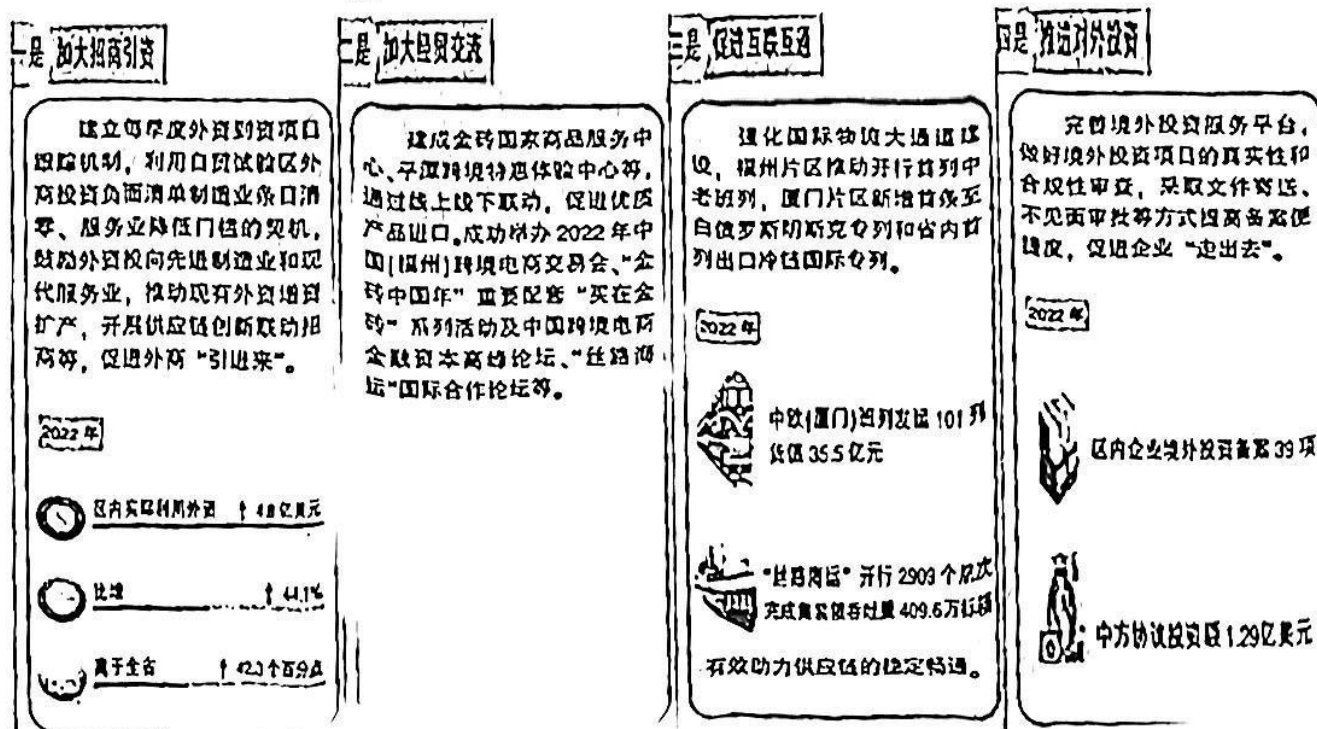 一是 加大招商引资
建立每季度外资到资项目
跟踪机制，利用自贸试验区外
商投资负面清单制造业条目清
零、服务业降低门槛的契机，
鼓励外资投向先进制造业和现
代服务业，推动现有外资增资
扩产，开展供应链创新联动招
商等，促进外商“引进来”。
2022年
区内实际利用外资 ↑ 4.8亿美元
比增 ↑ 44.1%
高于全省 ↑ 42.3个百分点
二是 加大经贸交流
建成金砖国家商品服务中
心、平潭跨境特惠体验中心等，
通过线上线下联动，促进优质
产品进口。成功举办2022年中
国(福州)跨境电商交易会、“金
砖中国年”重要配套“买在金
砖”系列活动及中国跨境电商
金融资本高峰论坛、“丝路海
运”国际合作论坛等。
三是 促进互联互通
强化国际物流大通道建
设，福州片区推动开行首列中
老班列，厦门片区新增首条至
白俄罗斯明斯克专列和省内首
列出口冷链国际专列。
2022年
中欧(厦门)班列发运101列
货值35.5亿元
“丝路海运”开行2909个航次
完成集装箱吞吐量409.6万标箱
有效助力供应链的稳定畅通。
四是 推动对外投资
完善境外投资服务平台，
做好境外投资项目的真实性和
合规性审查，采取文件寄送、
不见面审批等方式提高备案便
捷度，促进企业“走出去”。
2022年
区内企业境外投资备案39项
中方协议投资额1.29亿美元